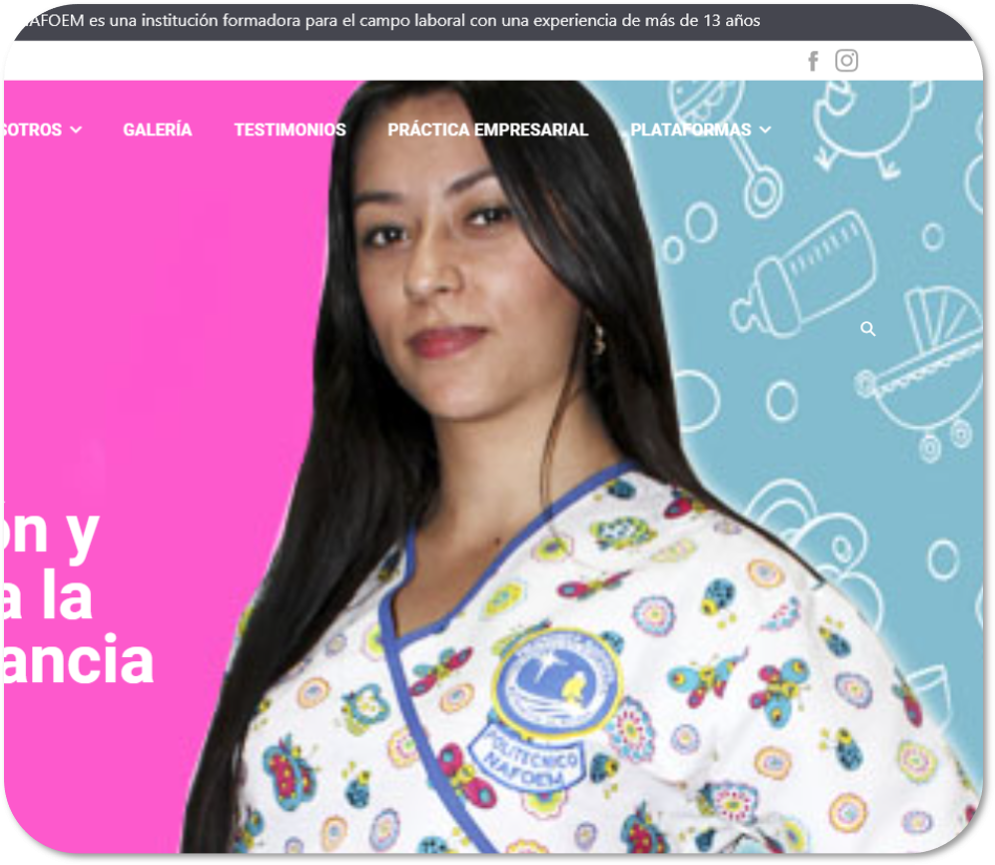 NAFOEM es una institución formadora para el campo laboral con una experiencia de más de 13 años
SOTROS GALERÍA TESTIMONIOS PRÁCTICA EMPRESARIAL PLATAFORMAS
ón y
a la
ancia
POLITECNICO
NAFOEM